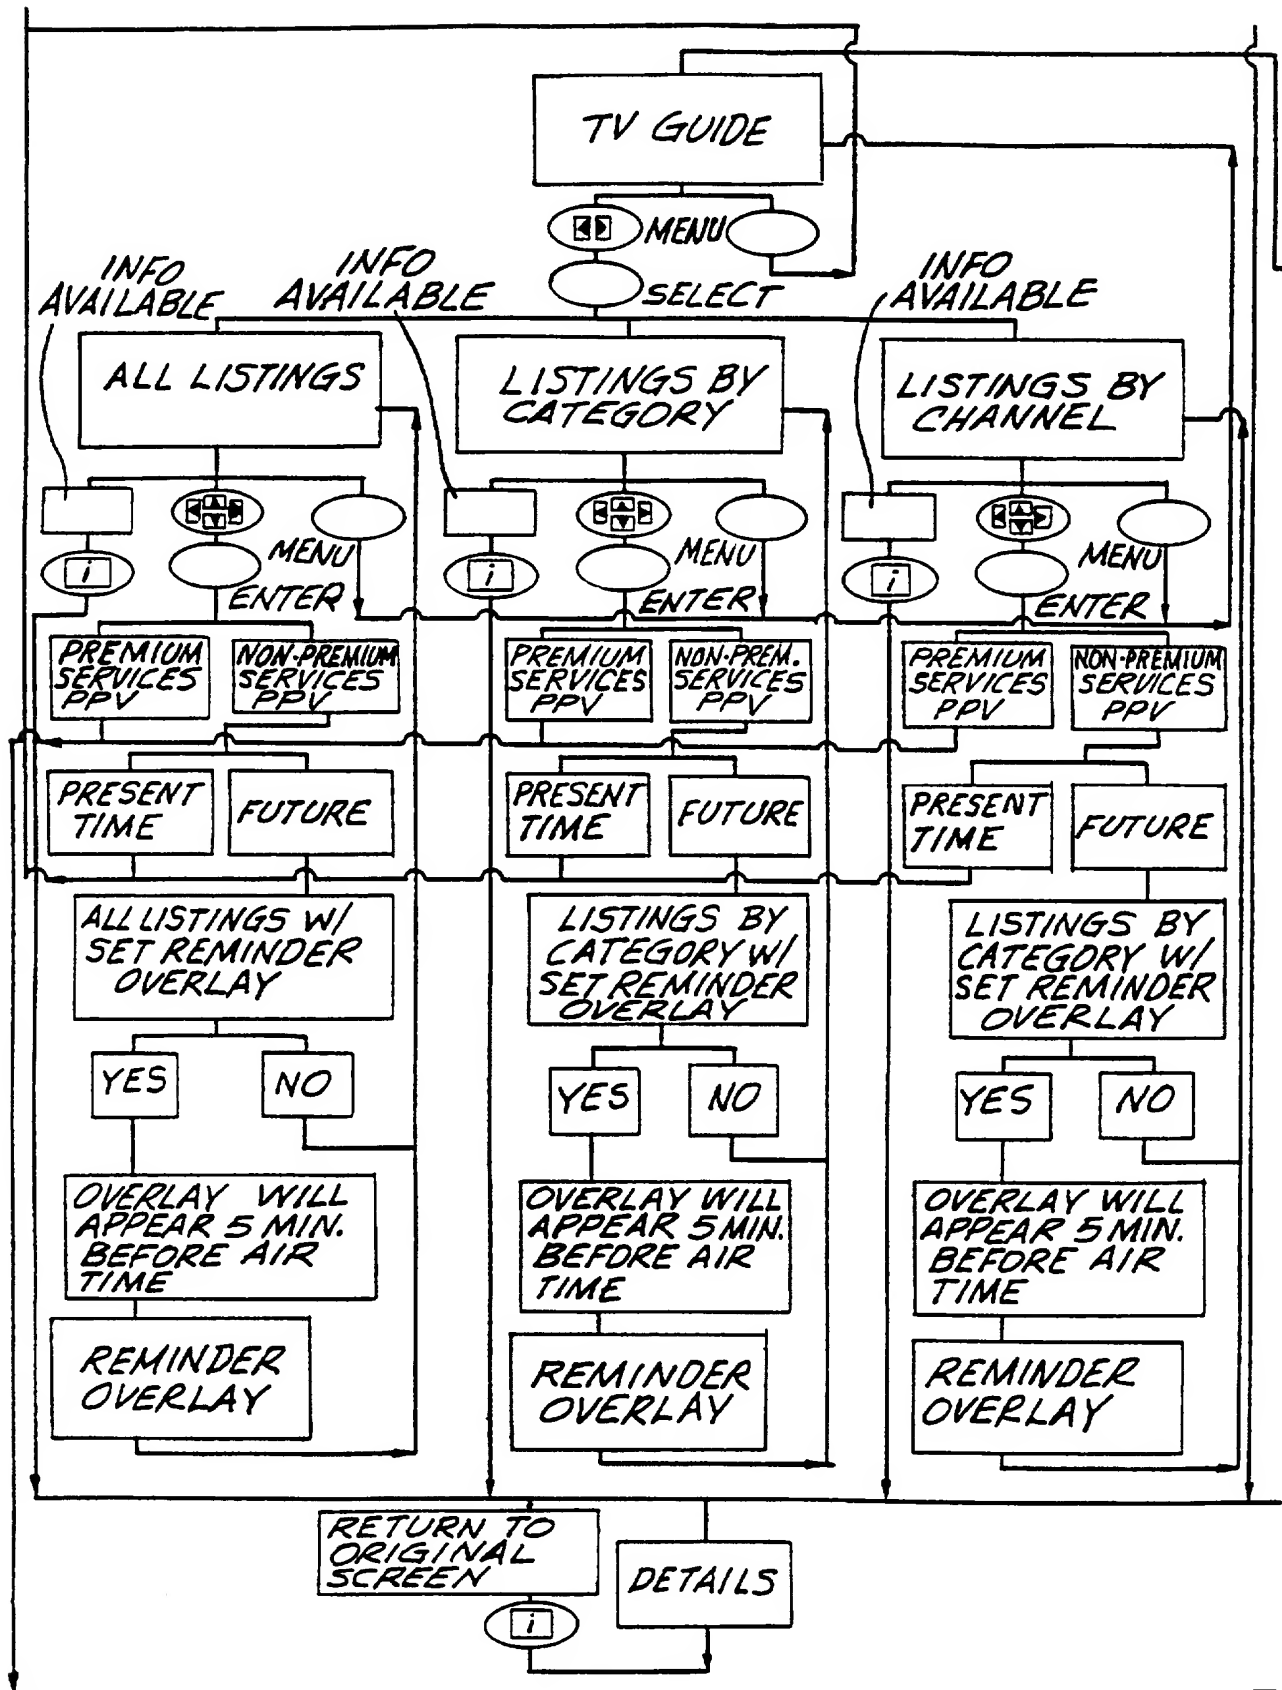 TV GUIDE
MENU
SELECT
INFO
AVAILABLE
INFO
AVAILABLE
INFO
AVAILABLE
ALL LISTINGS
LISTINGS BY
CATEGORY
LISTINGS BY
CHANNEL
i
MENU
ENTER
i
MENU
ENTER
i
MENU
ENTER
PREMIUM
SERVICES
PPV
NON-PREMIUM
SERVICES
PPV
PREMIUM
SERVICES
PPV
NON-PREM.
SERVICES
PPV
PREMIUM
SERVICES
PPV
NON-PREMIUM
SERVICES
PPV
PRESENT
TIME
FUTURE
PRESENT
TIME
FUTURE
PRESENT
TIME
FUTURE
ALL LISTINGS W/
SET REMINDER
OVERLAY
LISTINGS BY
CATEGORY W/
SET REMINDER
OVERLAY
LISTINGS BY
CATEGORY W/
SET REMINDER
OVERLAY
YES
NO
YES
NO
YES
NO
OVERLAY WILL
APPEAR 5 MIN.
BEFORE AIR
TIME
OVERLAY WILL
APPEAR 5 MIN.
BEFORE AIR
TIME
OVERLAY WILL
APPEAR 5 MIN.
BEFORE AIR
TIME
REMINDER
OVERLAY
REMINDER
OVERLAY
REMINDER
OVERLAY
RETURN TO
ORIGINAL
SCREEN
DETAILS
i